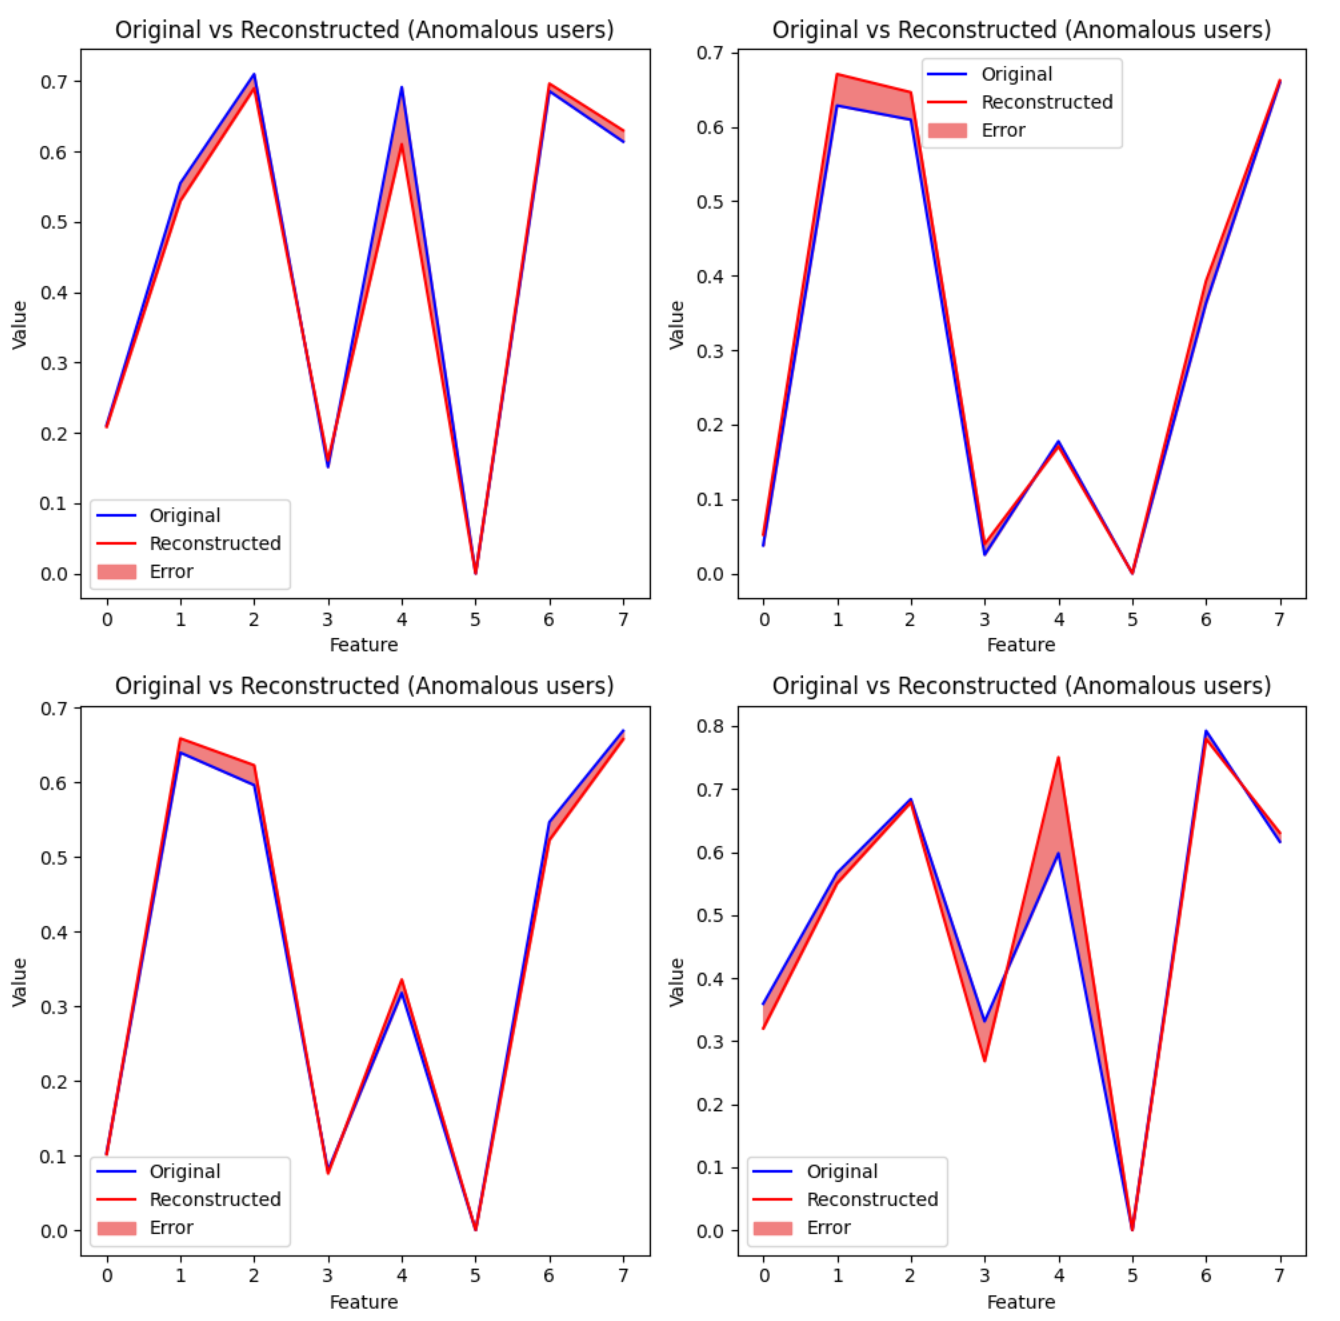 Original vs Reconstructed (Anomalous users)
0.7
0.6
0.5
0.4
0.3
0.2
0.1
0.0
Value
Original
Reconstructed
Error
0 1 2 3 4 5 6 7
Feature
Original vs Reconstructed (Anomalous users)
0.7
0.6
0.5
0.4
0.3
0.2
0.1
0.0
Value
Original
Reconstructed
Error
0 1 2 3 4 5 6 7
Feature
Original vs Reconstructed (Anomalous users)
0.7
0.6
0.5
0.4
0.3
0.2
0.1
0.0
Value
Original
Reconstructed
Error
0 1 2 3 4 5 6 7
Feature
Original vs Reconstructed (Anomalous users)
0.8
0.7
0.6
0.5
0.4
0.3
0.2
0.1
0.0
Value
Original
Reconstructed
Error
0 1 2 3 4 5 6 7
Feature